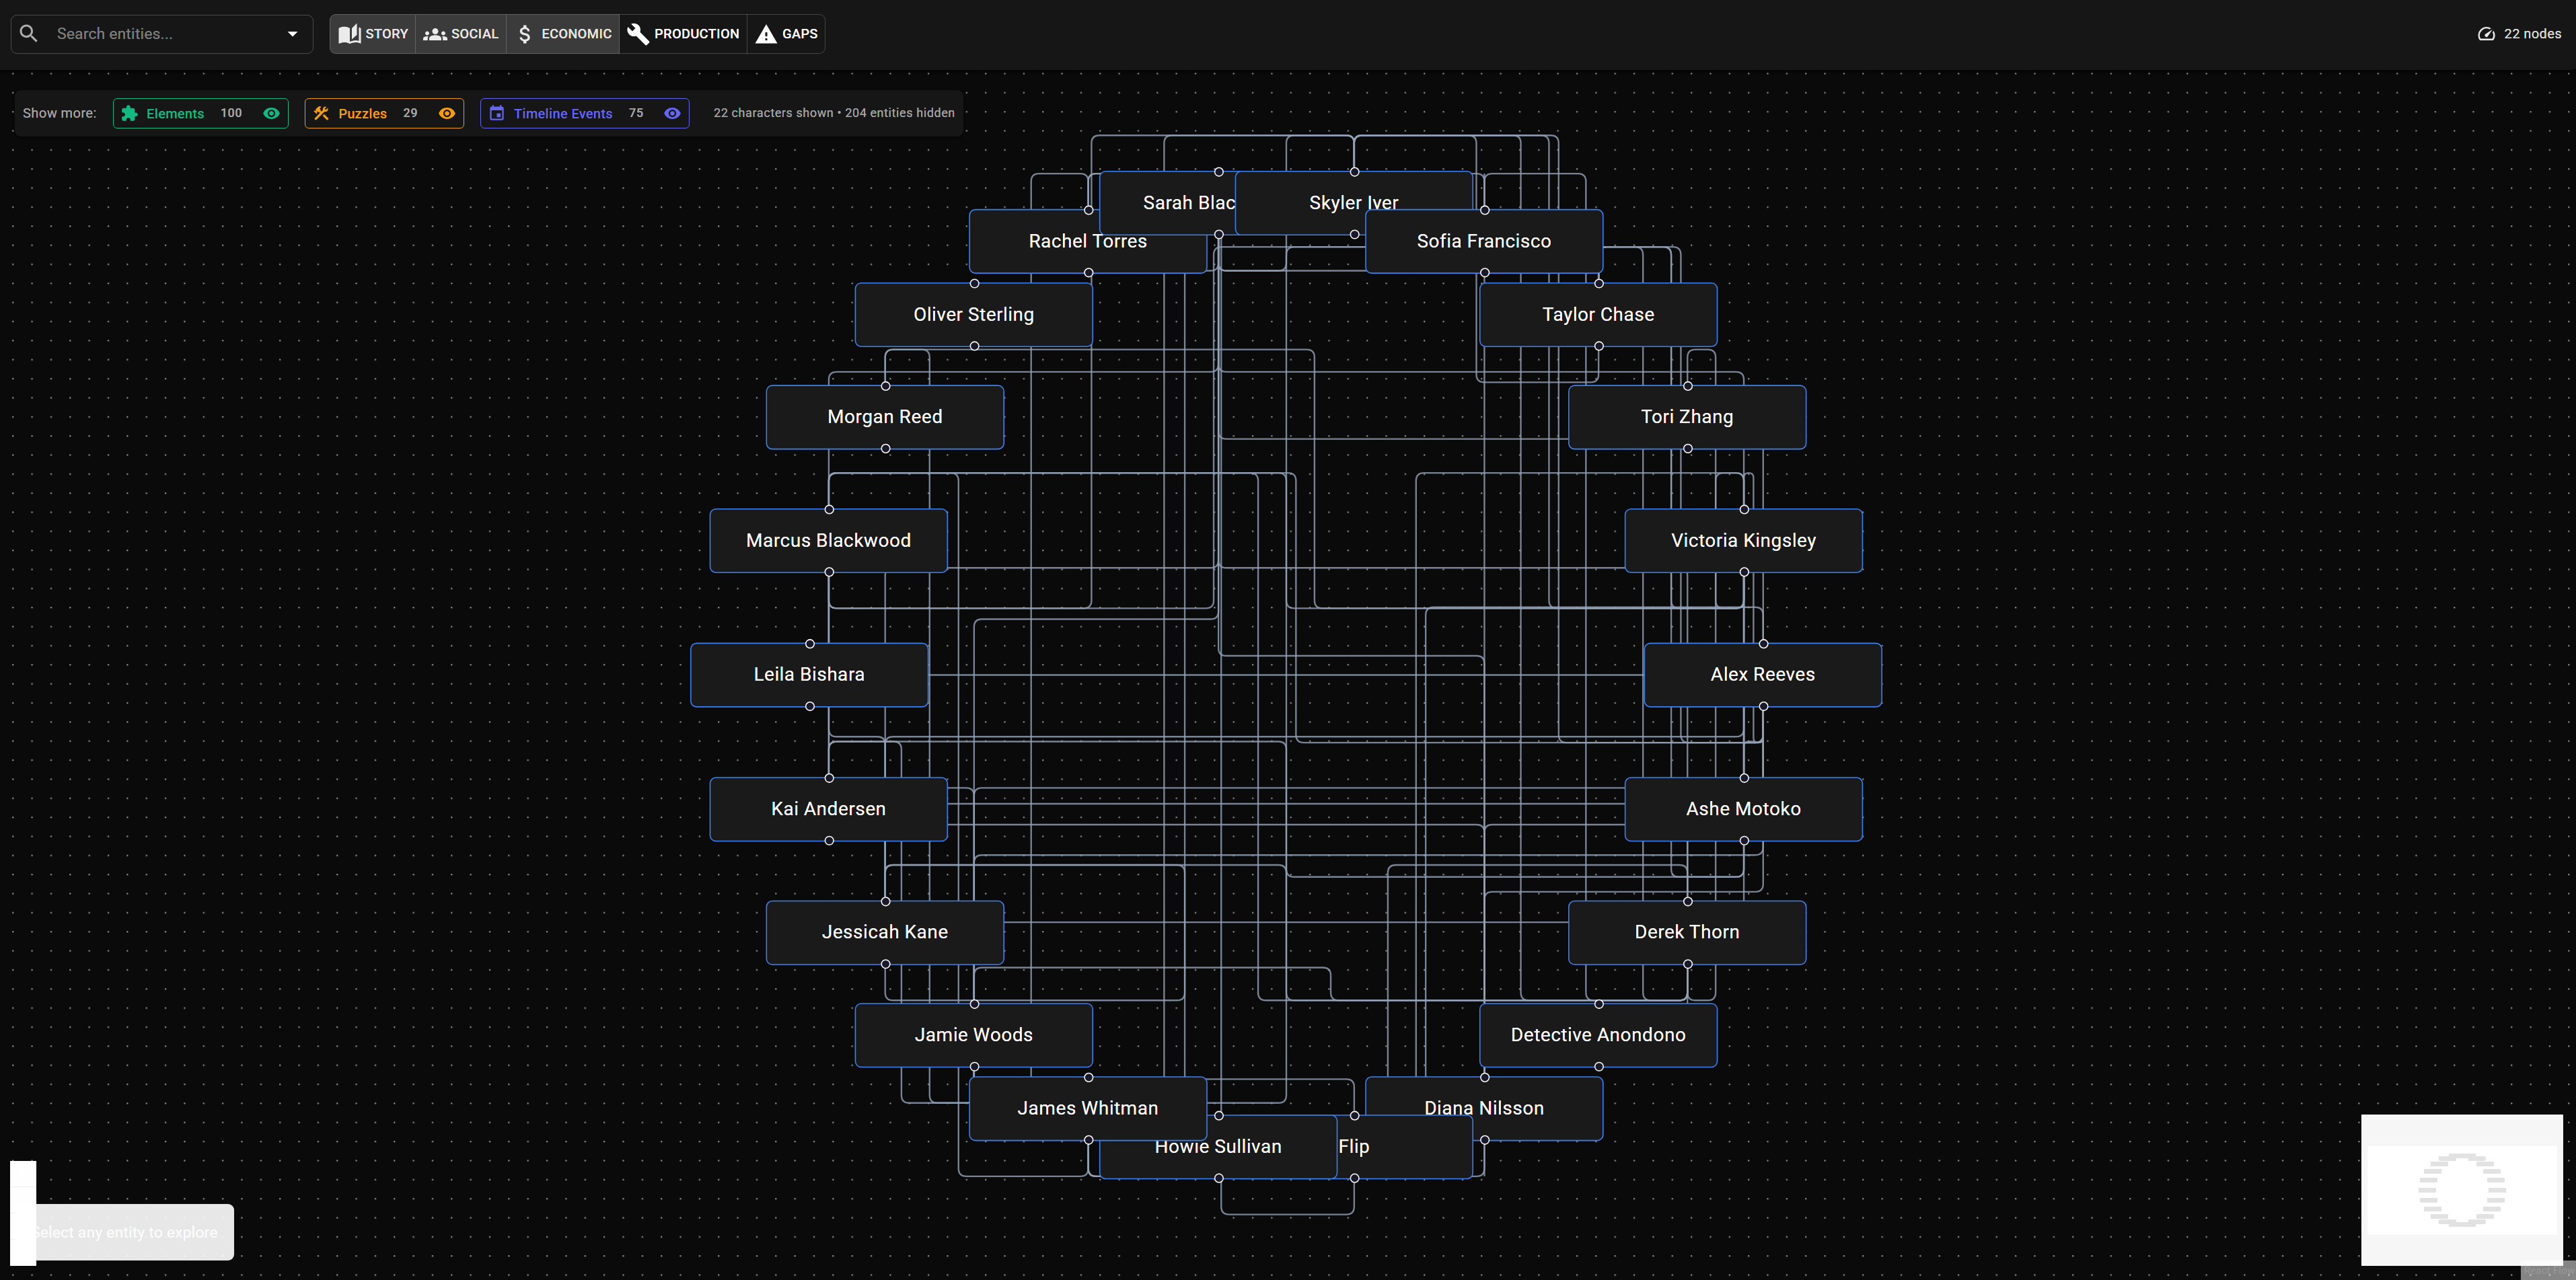 Search entities...
STORY
SOCIAL
ECONOMIC
PRODUCTION
GAPS
22 nodes
Show more:
Elements 100
Puzzles 29
Timeline Events 75
22 characters shown • 204 entities hidden
Sarah Blac
Skyler Iver
Rachel Torres
Sofia Francisco
Oliver Sterling
Taylor Chase
Morgan Reed
Tori Zhang
Marcus Blackwood
Victoria Kingsley
Leila Bishara
Alex Reeves
Kai Andersen
Ashe Motoko
Jessicah Kane
Derek Thorn
Jamie Woods
Detective Anondono
James Whitman
Diana Nilsson
Howie Sullivan
Flip
Select any entity to explore